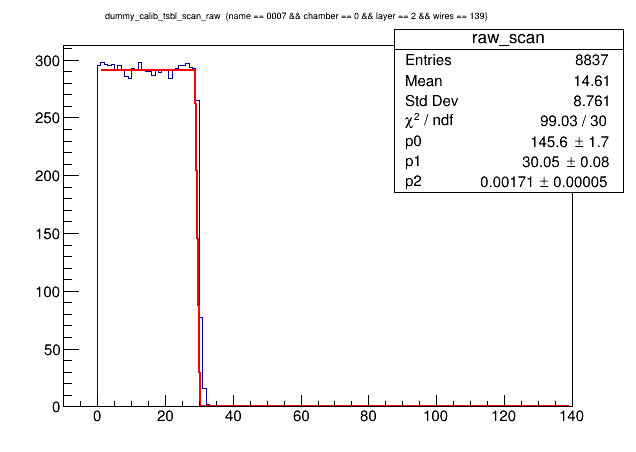 dummy_calib_tsbl_scan_raw (name == 0007 && chamber == 0 && layer == 2 && wires == 139)
raw_scan
Entries 8837
Mean 14.61
Std Dev 8.761
χ² / ndf 99.03 / 30
p0 145.6 ± 1.7
p1 30.05 ± 0.08
p2 0.00171 ± 0.00005
300
250
200
150
100
50
0
0 20 40 60 80 100 120 140